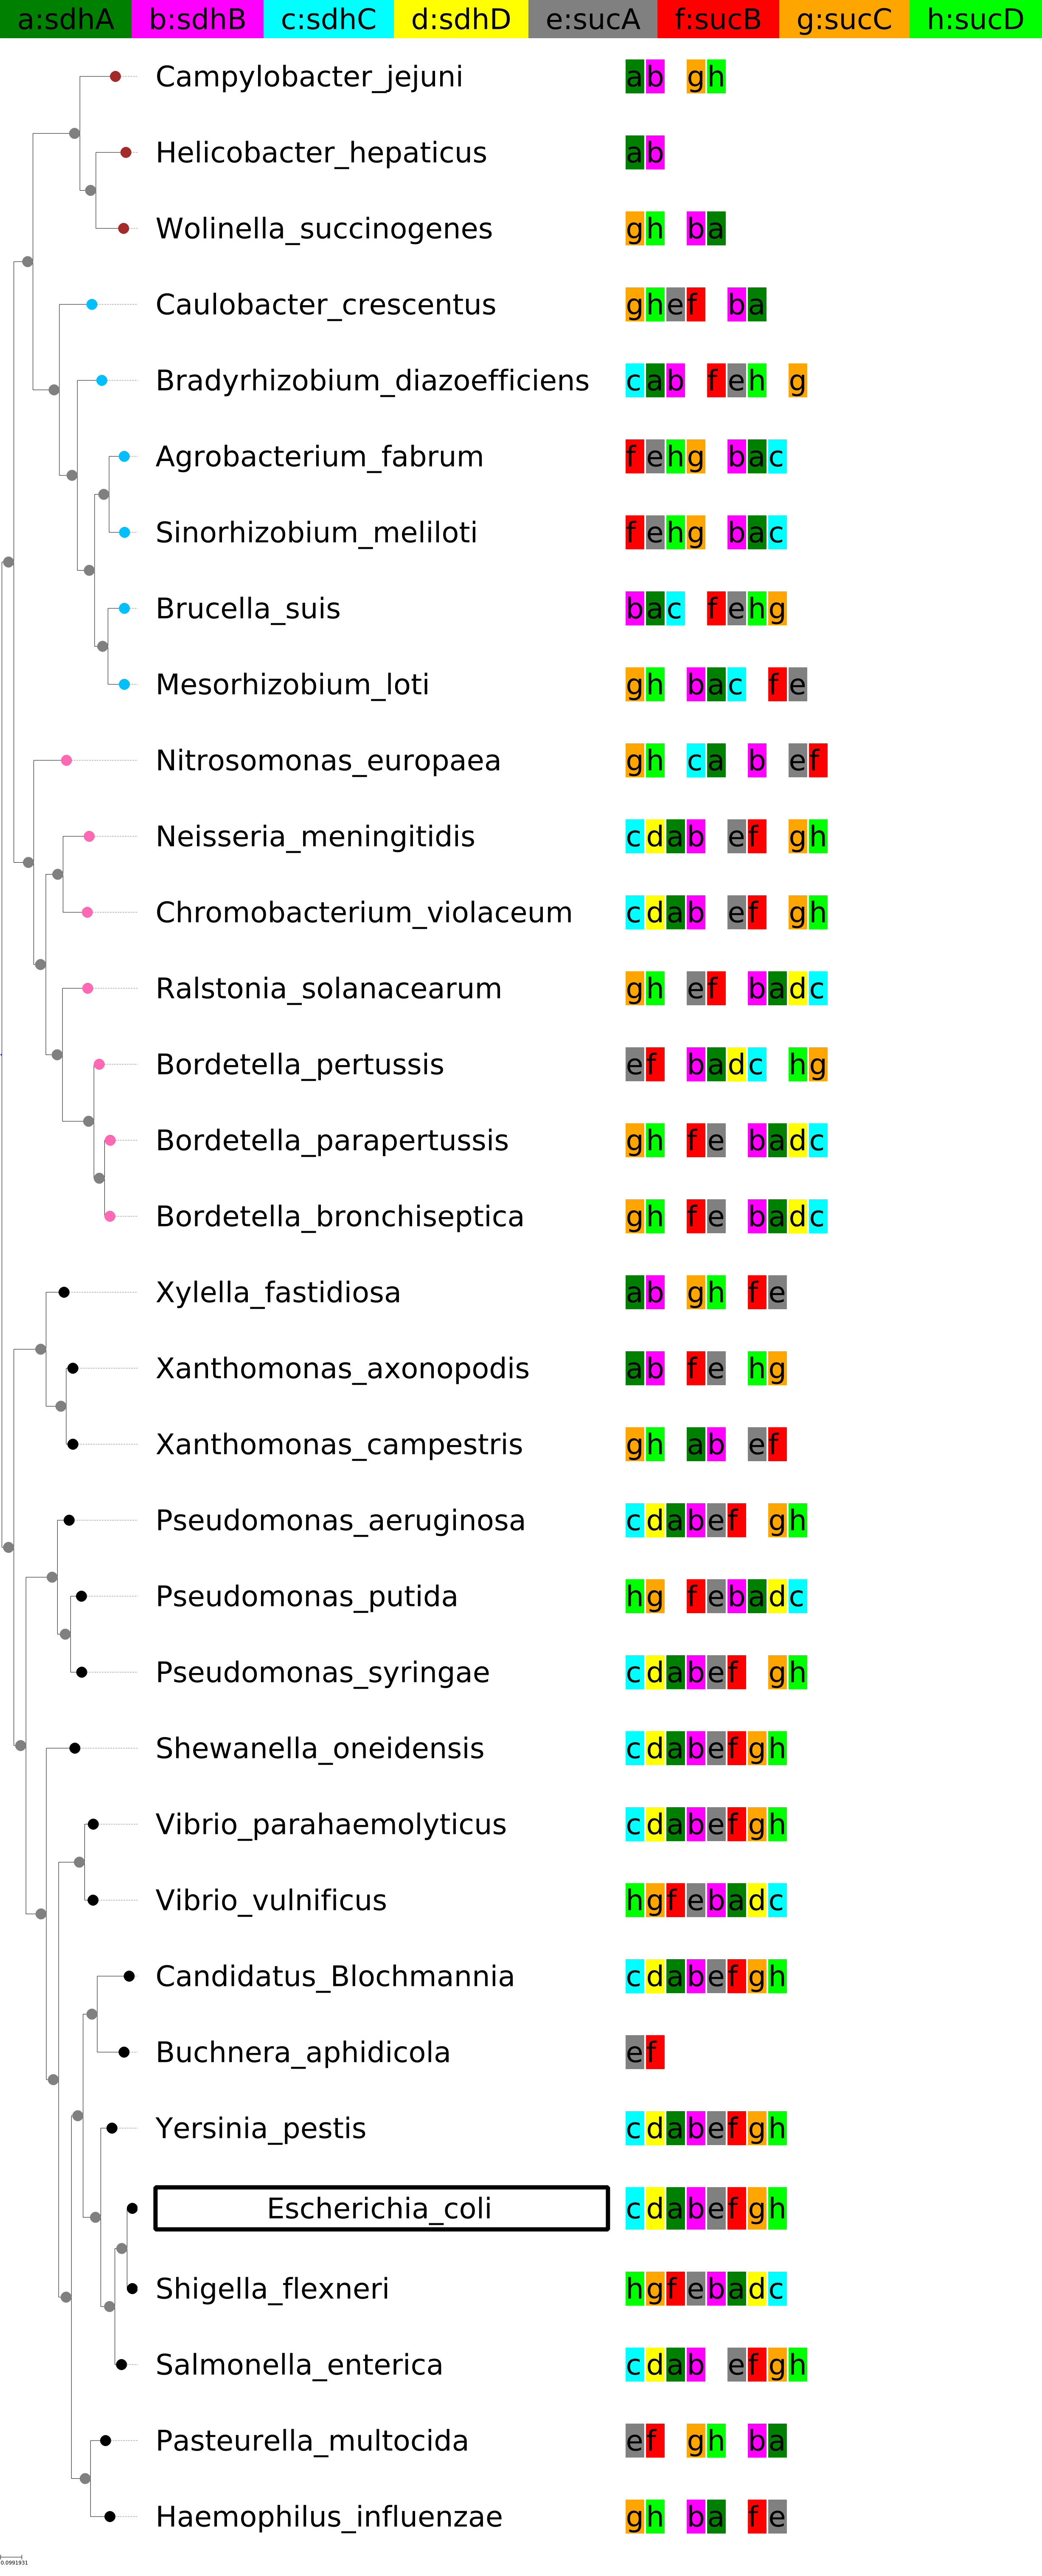 a:sdhA b:sdhB c:sdhC d:sdhD e:sucA f:sucB g:sucC h:sucD
Campylobacter_jejuni ab gh
Helicobacter_hepaticus ab
Wolinella_succinogenes gh ba
Caulobacter_crescentus ghef ba
Bradyrhizobium_diazoefficiens cab feh g
Agrobacterium_fabrum fehg bac
Sinorhizobium_meliloti fehg bac
Brucella_suis bac fehg
Mesorhizobium_loti gh bac fe
Nitrosomonas_europaea gh ca b ef
Neisseria_meningitidis cdab ef gh
Chromobacterium_violaceum cdab ef gh
Ralstonia_solanacearum gh ef badc
Bordetella_pertussis ef badc hg
Bordetella_parapertussis gh fe badc
Bordetella_bronchiseptica gh fe badc
Xylella_fastidiosa ab gh fe
Xanthomonas_axonopodis ab fe hg
Xanthomonas_campestris gh ab ef
Pseudomonas_aeruginosa cdabef gh
Pseudomonas_putida hg febadc
Pseudomonas_syringae cdabef gh
Shewanella_oneidensis cdabefgh
Vibrio_parahaemolyticus cdabefgh
Vibrio_vulnificus hgfebadc
Candidatus_Blochmannia cdabefgh
Buchnera_aphidicola ef
Yersinia_pestis cdabefgh
Escherichia_coli cdabefgh
Shigella_flexneri hgfebadc
Salmonella_enterica cdab efgh
Pasteurella_multocida ef gh ba
Haemophilus_influenzae gh ba fe
0.0991931